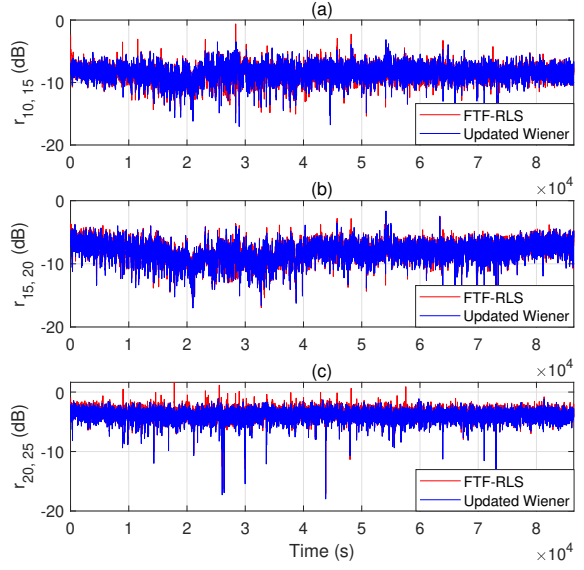 (a)
0
-10
-20
r10, 15 (dB)
FTF-RLS
Updated Wiener
0 1 2 3 4 5 6 7 8
×10^4
(b)
0
-10
-20
r15, 20 (dB)
FTF-RLS
Updated Wiener
0 1 2 3 4 5 6 7 8
×10^4
(c)
0
-10
-20
r20, 25 (dB)
FTF-RLS
Updated Wiener
0 1 2 3 4 5 6 7 8
Time (s)
×10^4